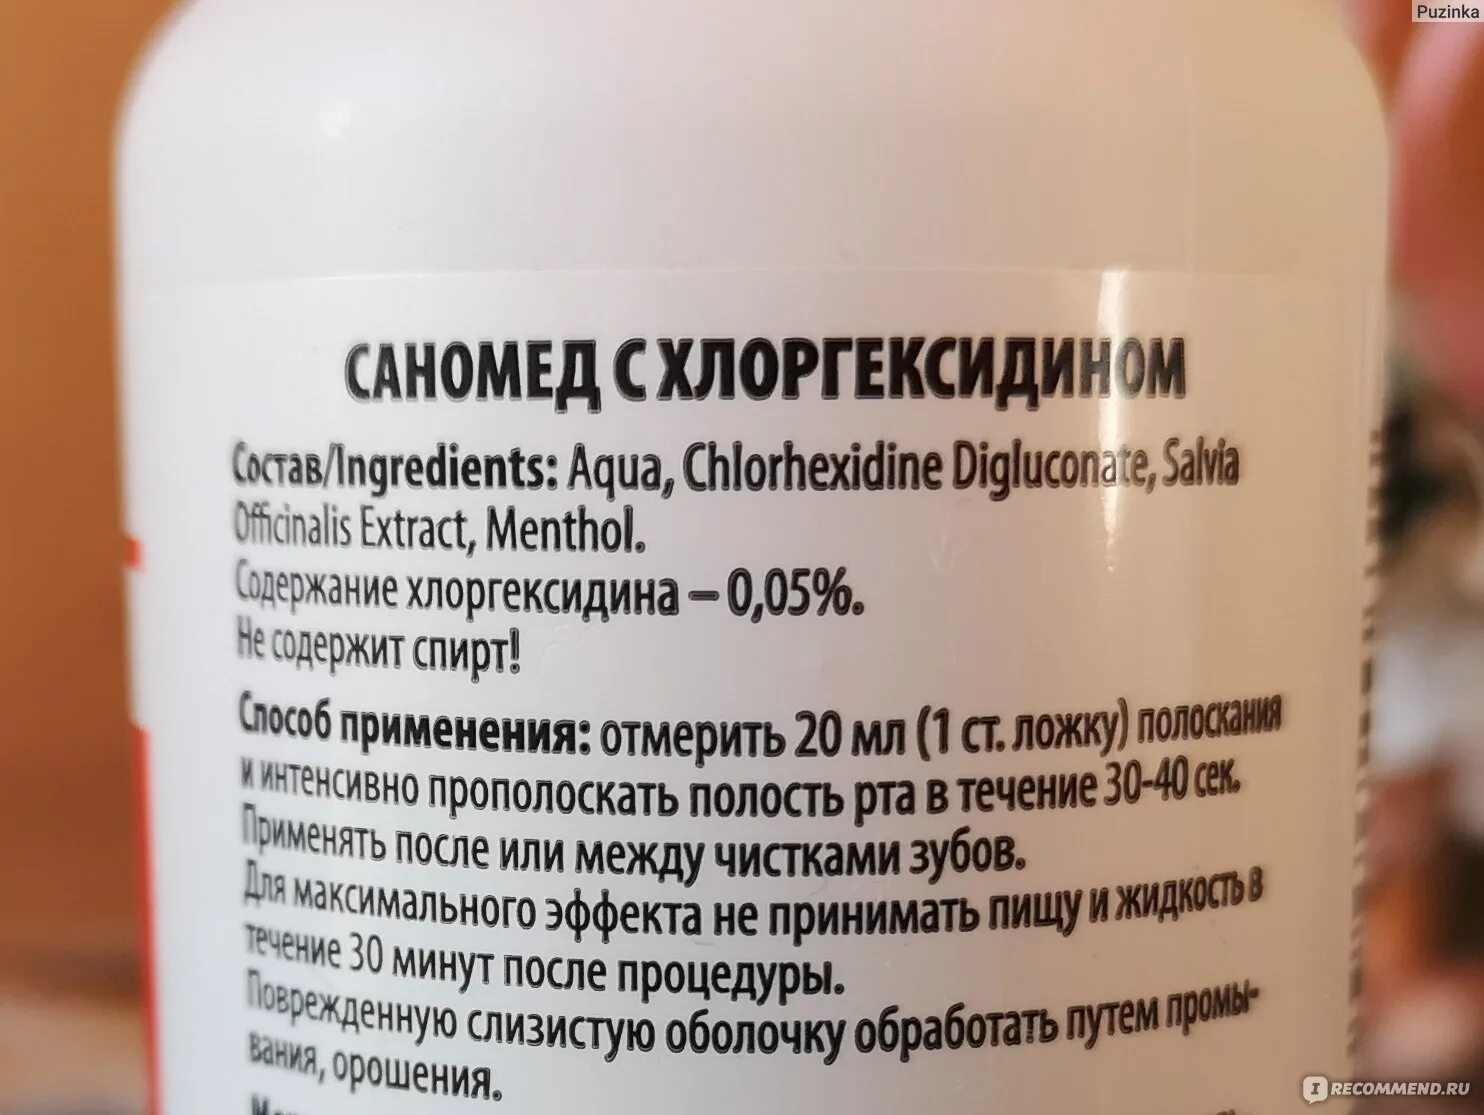 Puzinka
САНОМЕД С ХЛОРГЕКСИДИНОМ
Состав/Ingredients: Aqua, Chlorhexidine Digluconate, Salvia
Officinalis Extract, Menthol.
Содержание хлоргексидина – 0,05%.
Не содержит спирт!
Способ применения: отмерить 20 мл (1 ст. ложку) полоскания
и интенсивно прополоскать полость рта в течение 30-40 сек.
Применять после или между чистками зубов.
Для максимального эффекта не принимать пищу и жидкость в
течение 30 минут после процедуры.
Поврежденную слизистую оболочку обработать путем промы-
вания, орошения.
I RECOMMEND.RU